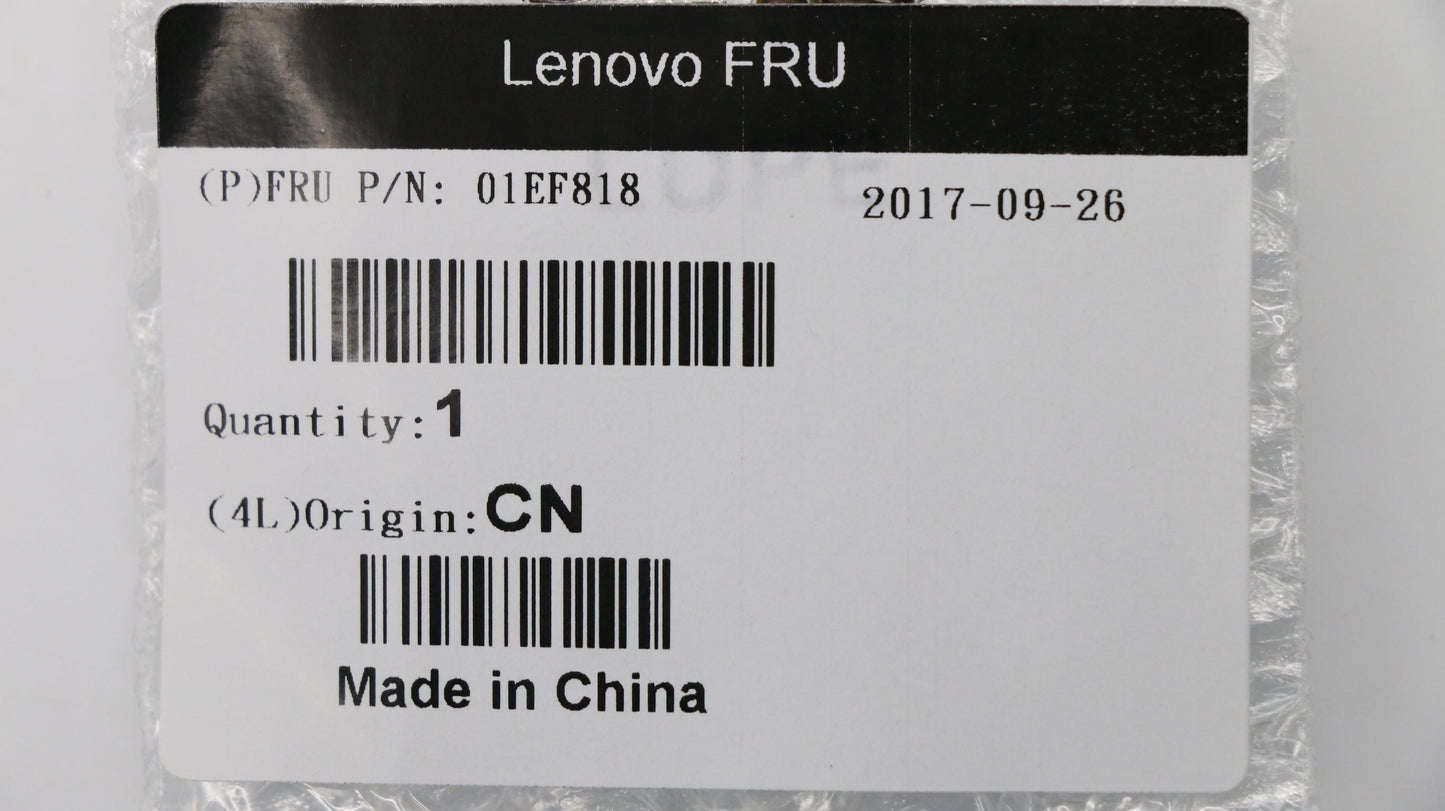 Lenovo FRU
(P)FRU P/N: 01EF818
2017-09-26
Quantity:1
(4L)Origin:CN
Made in China